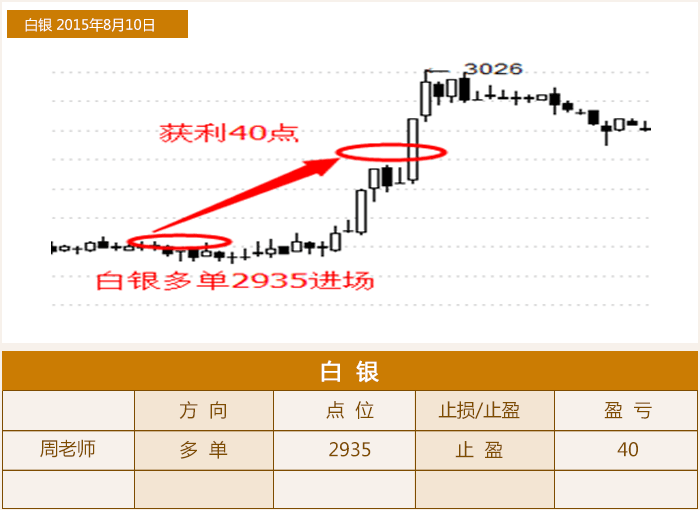 白银 2015年8月10日
3026
获利40点
白银多单2935进场
白 银
方 向 点 位 止损/止盈 盈 亏
周老师 多 单 2935 止 盈 40